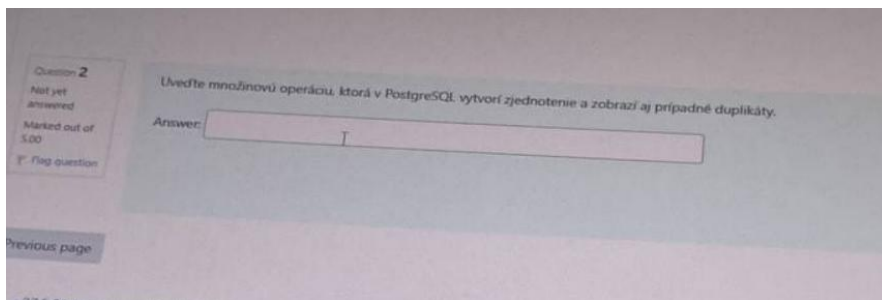 Question 2
Not yet
answered
Marked out of
5.00
Flag question
Uveďte množinovú operáciu, ktorá v PostgreSQL vytvorí zjednotenie a zobrazí aj prípadné duplikáty.
Answer:
Previous page